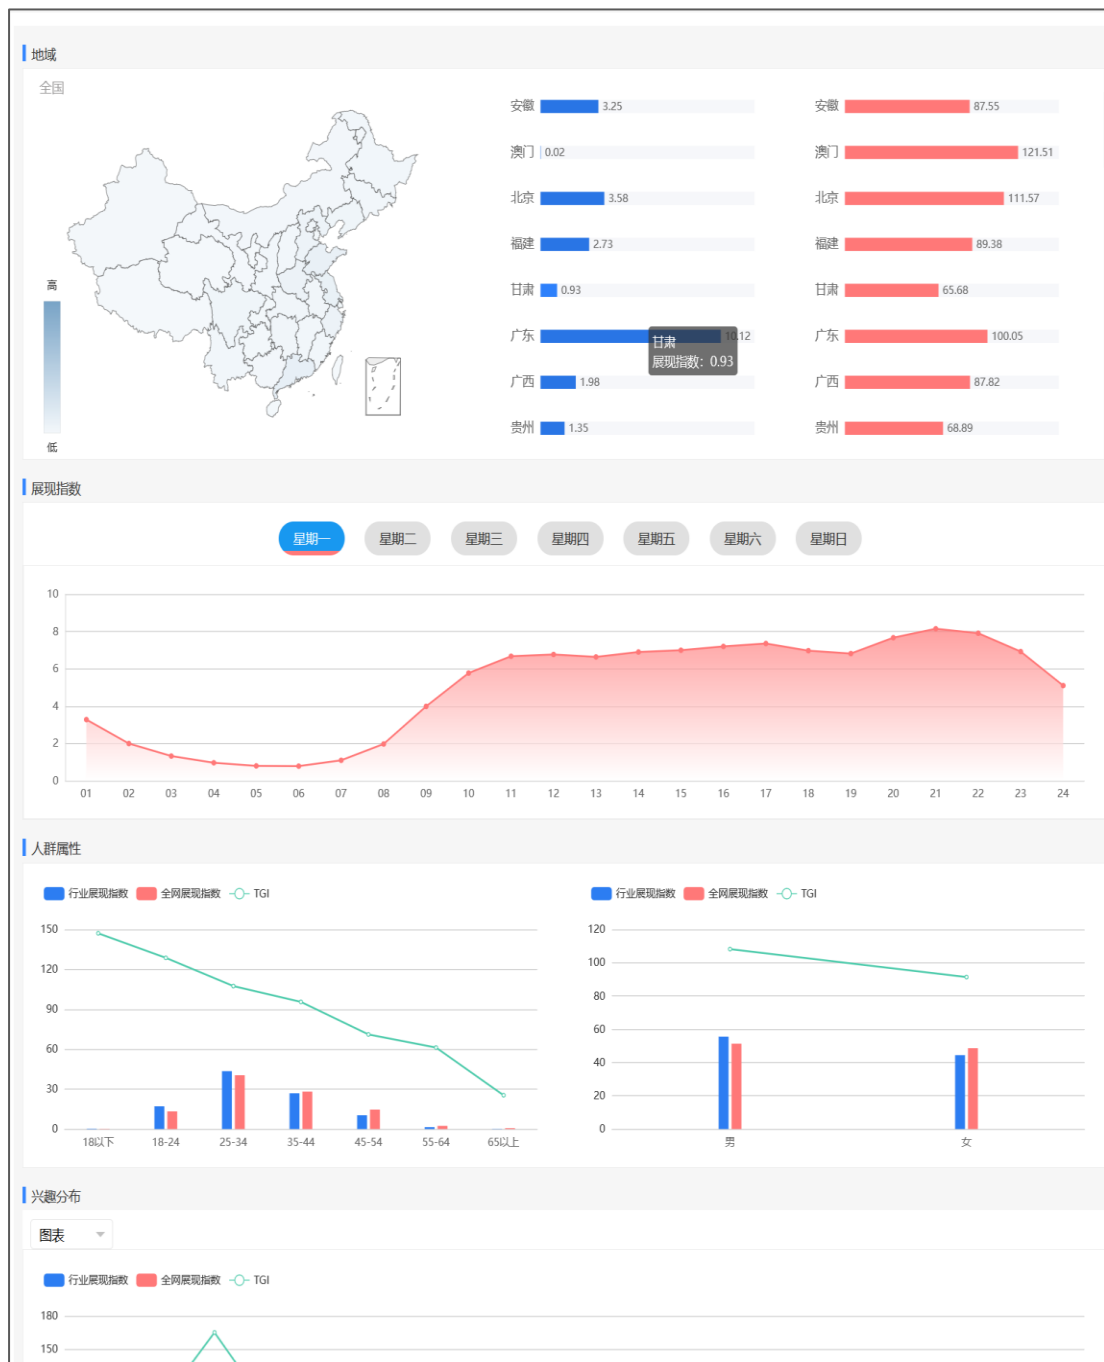 地域
全国
高
低
安徽 3.25
澳门 0.02
北京 3.58
福建 2.73
甘肃 0.93
广东 10.12
广西 1.98
贵州 1.35
甘肃
展现指数: 0.93
安徽 87.55
澳门 121.51
北京 111.57
福建 89.38
甘肃 65.68
广东 100.05
广西 87.82
贵州 68.89
展现指数
星期一 星期二 星期三 星期四 星期五 星期六 星期日
10
8
6
4
2
0
01 02 03 04 05 06 07 08 09 10 11 12 13 14 15 16 17 18 19 20 21 22 23 24
人群属性
行业展现指数 全网展现指数 TGI
150
120
90
60
30
0
18以下 18-24 25-34 35-44 45-54 55-64 65以上
行业展现指数 全网展现指数 TGI
120
100
80
60
40
20
0
男 女
兴趣分布
图表
行业展现指数 全网展现指数 TGI
180
150